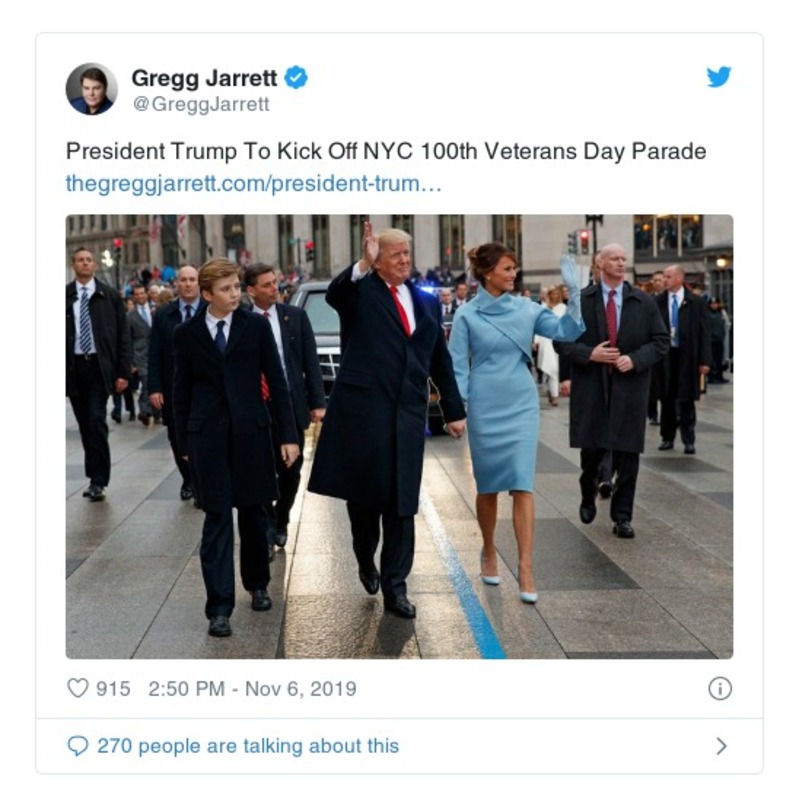 Gregg Jarrett
@GreggJarrett
President Trump To Kick Off NYC 100th Veterans Day Parade
thegreggjarrett.com/president-trum…
915 2:50 PM - Nov 6, 2019
270 people are talking about this